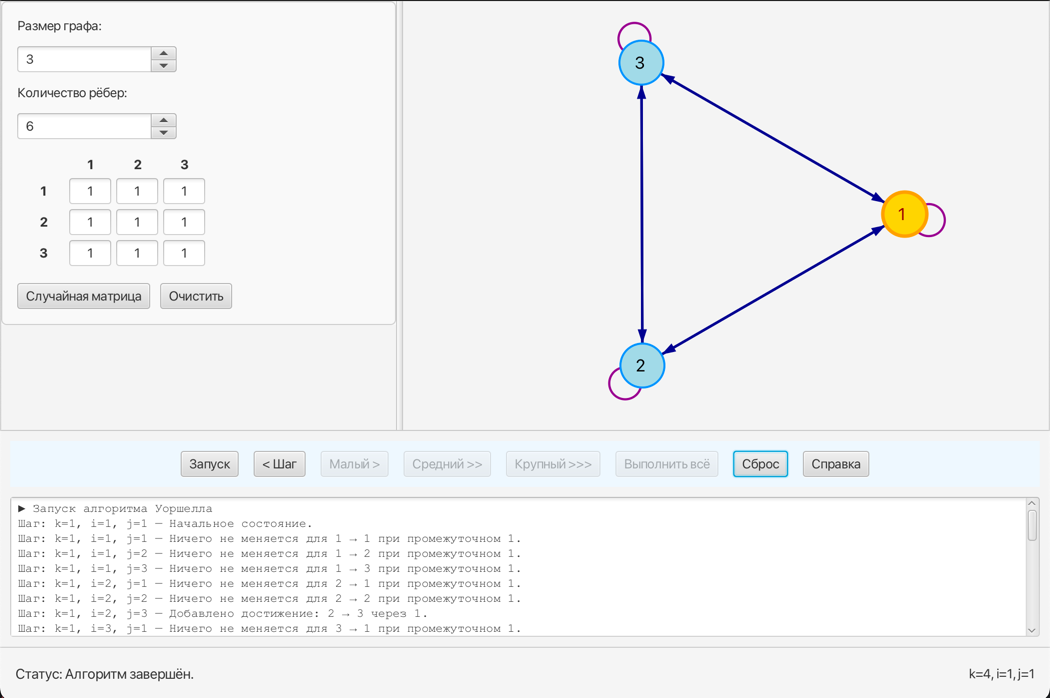 Размер графа:
3
Количество рёбер:
6
1 2 3
1 1 1 1
2 1 1 1
3 1 1 1
Случайная матрица Очистить
3
1
2
Запуск < Шаг Малый > Средний >> Крупный >>> Выполнить всё Сброс Справка
► Запуск алгоритма Уоршелла
Шаг: k=1, i=1, j=1 — Начальное состояние.
Шаг: k=1, i=1, j=1 — Ничего не меняется для 1 → 1 при промежуточном 1.
Шаг: k=1, i=1, j=2 — Ничего не меняется для 1 → 2 при промежуточном 1.
Шаг: k=1, i=1, j=3 — Ничего не меняется для 1 → 3 при промежуточном 1.
Шаг: k=1, i=2, j=1 — Ничего не меняется для 2 → 1 при промежуточном 1.
Шаг: k=1, i=2, j=2 — Ничего не меняется для 2 → 2 при промежуточном 1.
Шаг: k=1, i=2, j=3 — Добавлено достижение: 2 → 3 через 1.
Шаг: k=1, i=3, j=1 — Ничего не меняется для 3 → 1 при промежуточном 1.
Статус: Алгоритм завершён. k=4, i=1, j=1